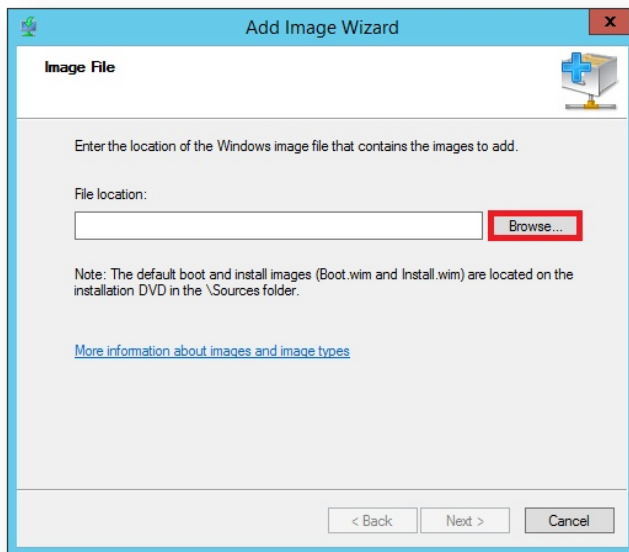 Add Image Wizard
x
Image File
Enter the location of the Windows image file that contains the images to add.
File location:
Browse...
Note: The default boot and install images (Boot.wim and Install.wim) are located on the
installation DVD in the \Sources folder.
More information about images and image types
< Back Next > Cancel